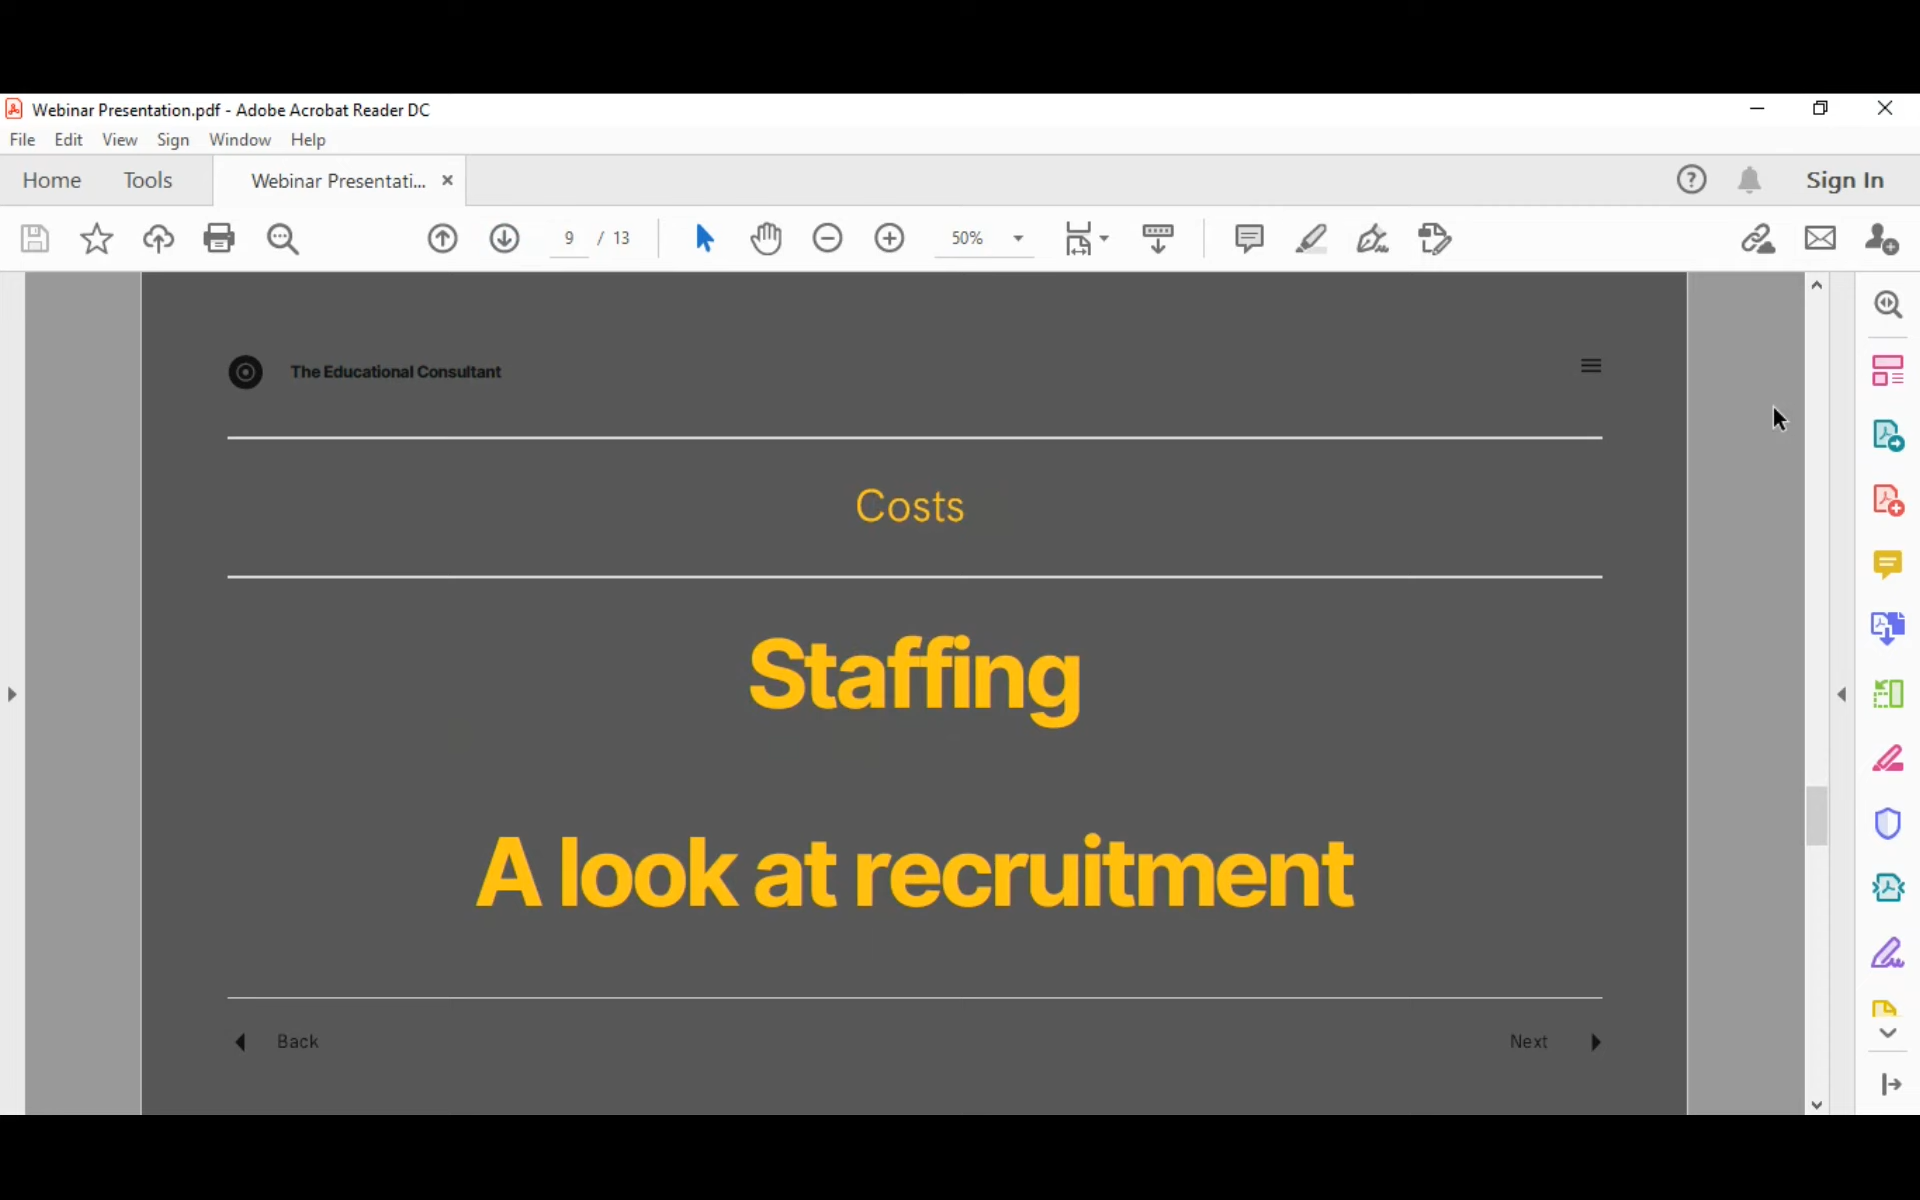 Webinar Presentation.pdf - Adobe Acrobat Reader DC
File Edit View Sign Window Help
Home Tools Webinar Presentati... × Sign In
9 / 13 50%
The Educational Consultant
Costs
Staffing
A look at recruitment
Back Next